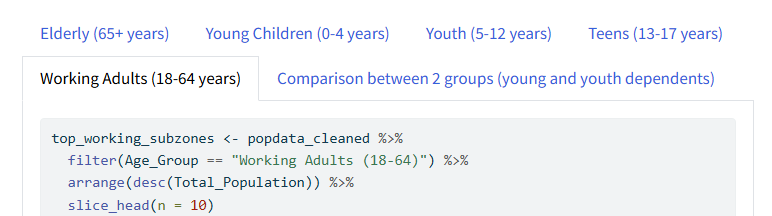 Elderly (65+ years) Young Children (0-4 years) Youth (5-12 years) Teens (13-17 years)
Working Adults (18-64 years) Comparison between 2 groups (young and youth dependents)
top_working_subzones <- popdata_cleaned %>%
  filter(Age_Group == "Working Adults (18-64)") %>%
  arrange(desc(Total_Population)) %>%
  slice_head(n = 10)